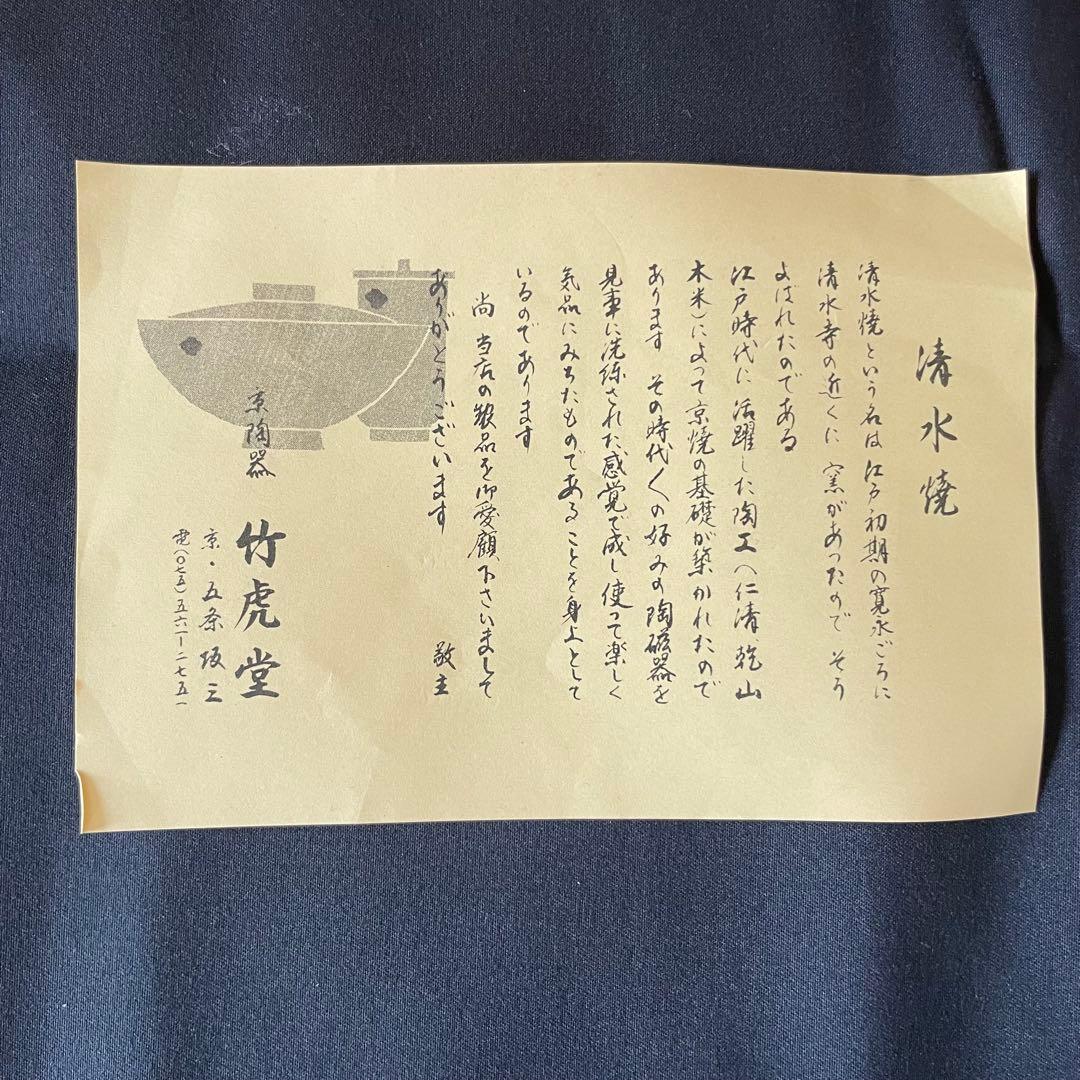 清水焼
清水焼という名は江戸初期の寛永ごろに
清水寺の近くに 窯があったので そう
よばれたのである
江戸時代に活躍した陶工(仁清、乾山
木米)によって京焼の基礎が築かれたので
あります その時代〱の好みの陶磁器を
見事に洗練された感覚で成し使って楽しく
気品にみちたものであることを身上として
いるのであります
尚 当店の数品を御愛顧下さいまして
ありがとうございます
敬主
京陶器
竹虎堂
京・五条坂
電(〇七五)五六一ー二七五一